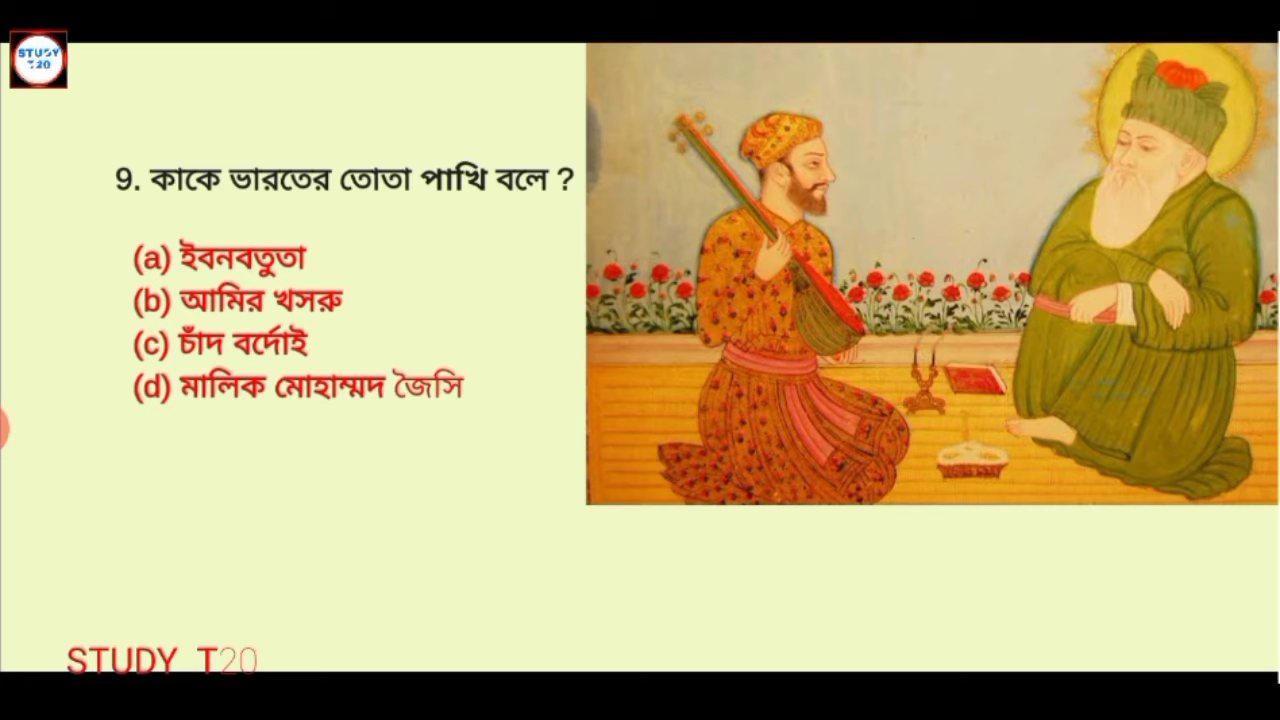 STUDY
T20
9. কাকে ভারতের তোতা পাখি বলে ?
(a) ইবনবতুতা
(b) আমির খসরু
(c) চাঁদ বর্দোই
(d) মালিক মোহাম্মদ জৈসি
STUDY T20